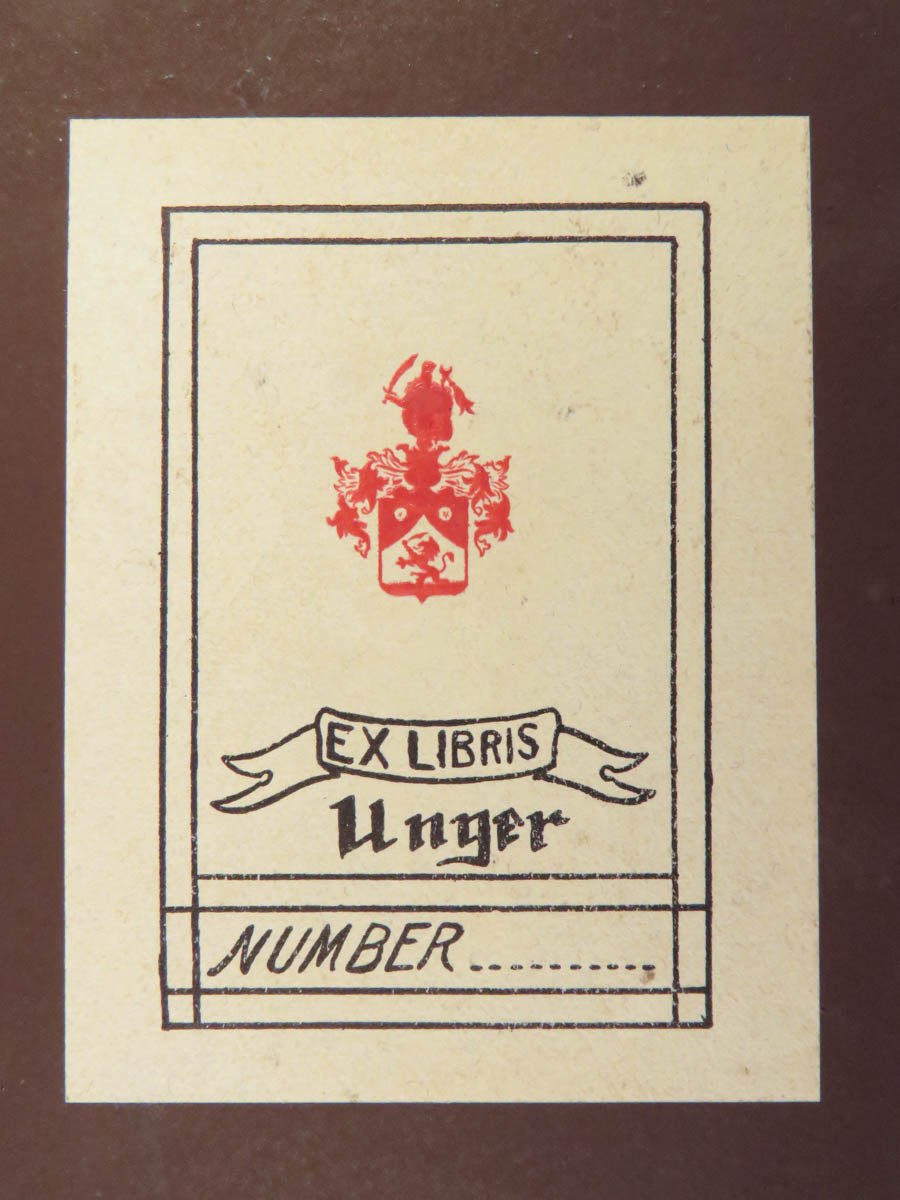 EX LIBRIS
Unger
NUMBER...........